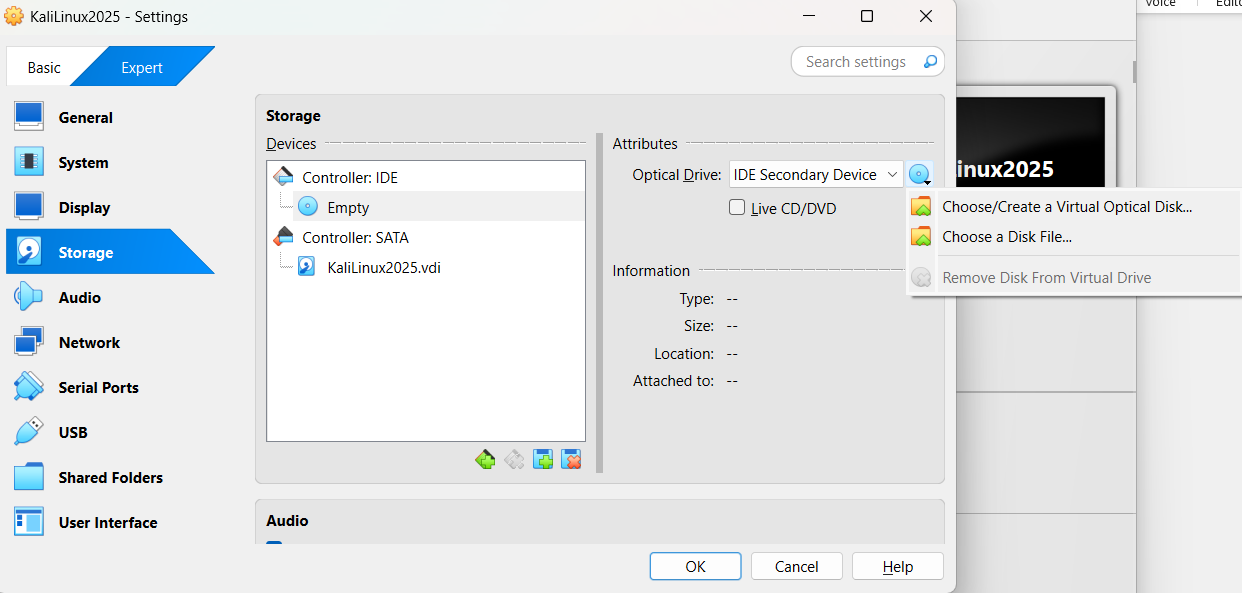 KaliLinux2025 - Settings
Voice
Basic
Expert
Search settings
General
System
Display
Storage
Audio
Network
Serial Ports
USB
Shared Folders
User Interface
Storage
Devices
Controller: IDE
Empty
Controller: SATA
KaliLinux2025.vdi
Attributes
Optical Drive: IDE Secondary Device
Live CD/DVD
Information
Type: --
Size: --
Location: --
Attached to: --
inux2025
Choose/Create a Virtual Optical Disk...
Choose a Disk File...
Remove Disk From Virtual Drive
Audio
OK
Cancel
Help